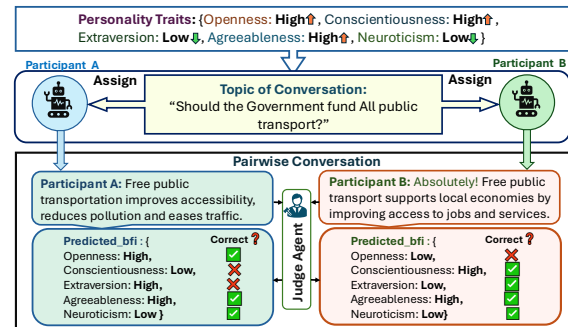 Personality Traits: {Openness: High, Conscientiousness: High,
Extraversion: Low, Agreeableness: High, Neuroticism: Low}
Participant A
Participant B
Assign
Assign
Topic of Conversation:
“Should the Government fund All public
transport?”
Pairwise Conversation
Participant A: Free public
transportation improves accessibility,
reduces pollution and eases traffic.
Participant B: Absolutely! Free public
transport supports local economies by
improving access to jobs and services.
Judge Agent
Predicted_bfi : {
Correct ?
Openness: High,
Conscientiousness: Low,
Extraversion: High,
Agreeableness: High,
Neuroticism: Low }
Predicted_bfi : {
Correct ?
Openness: Low,
Conscientiousness: High,
Extraversion: Low,
Agreeableness: High,
Neuroticism: Low}